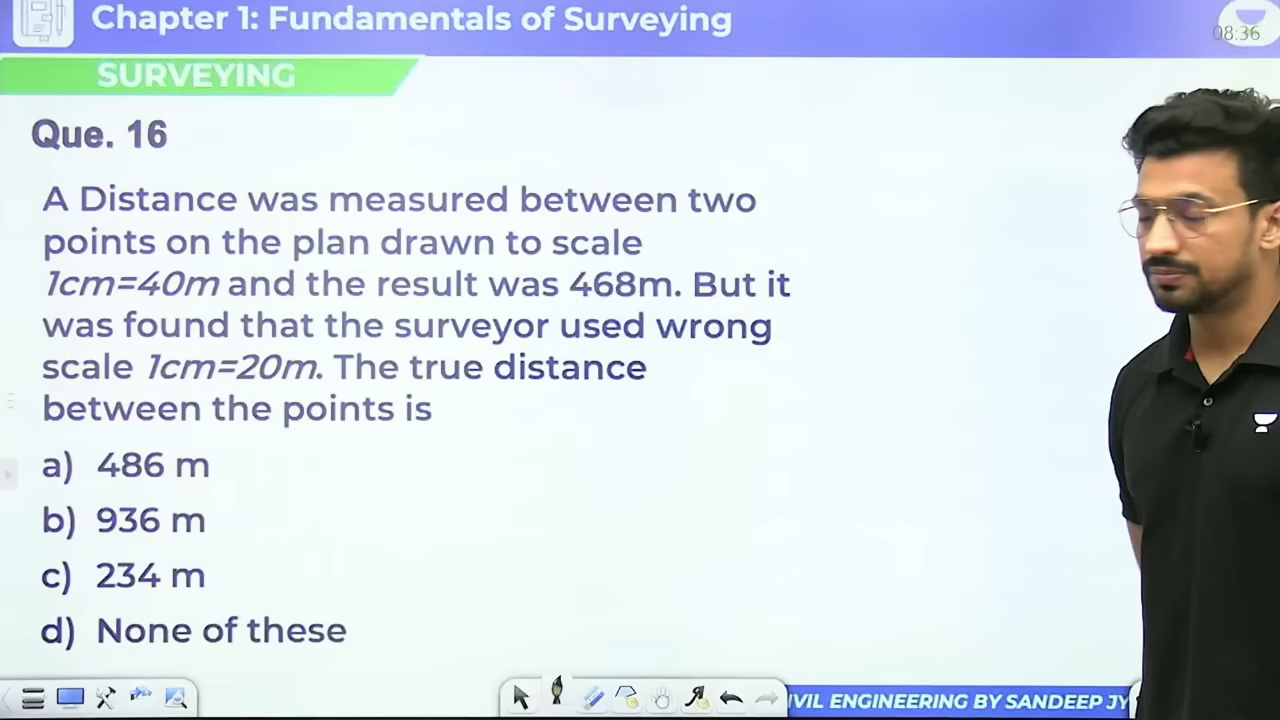 Chapter 1: Fundamentals of Surveying
08:36
SURVEYING
Que. 16
A Distance was measured between two
points on the plan drawn to scale
1cm=40m and the result was 468m. But it
was found that the surveyor used wrong
scale 1cm=20m. The true distance
between the points is
a) 486 m
b) 936 m
c) 234 m
d) None of these
IVIL ENGINEERING BY SANDEEP JY